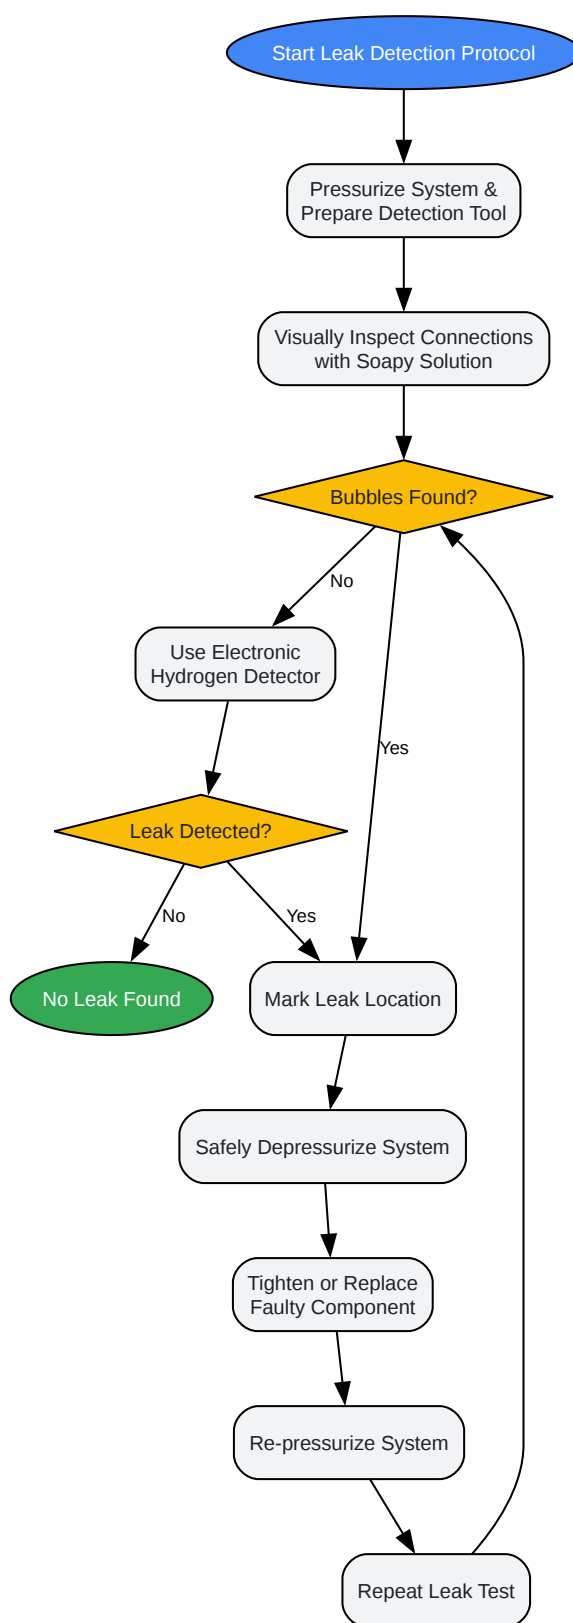 Start Leak Detection Protocol
Pressurize System &
Prepare Detection Tool
Visually Inspect Connections
with Soapy Solution
Bubbles Found?
No
Use Electronic
Hydrogen Detector
Yes
Leak Detected?
No
Yes
No Leak Found
Mark Leak Location
Safely Depressurize System
Tighten or Replace
Faulty Component
Re-pressurize System
Repeat Leak Test